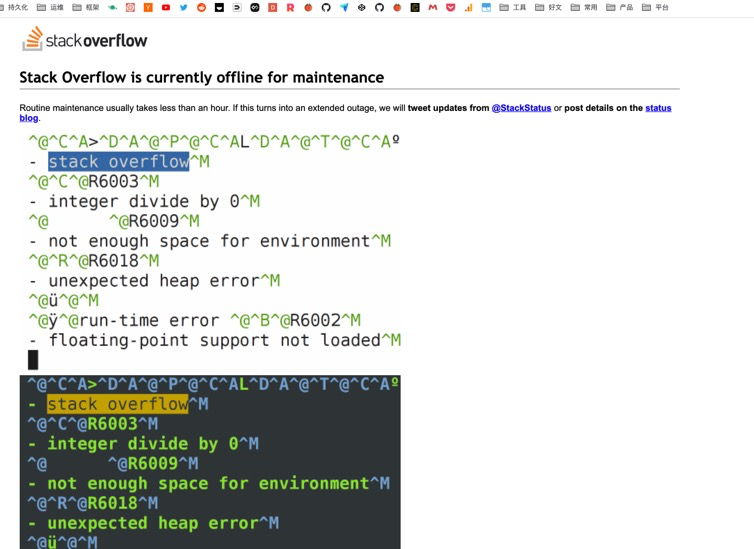 持久化 运维 框架 工具 好文 常用 产品 平台
stackoverflow
Stack Overflow is currently offline for maintenance
Routine maintenance usually takes less than an hour. If this turns into an extended outage, we will tweet updates from @StackStatus or post details on the status
blog.
^@^C^A>^D^A^@^P^@^C^AL^D^A^@^T^@^C^Aº
- stack overflow^M
^@^C^@R6003^M
- integer divide by 0^M
^@ ^@R6009^M
- not enough space for environment^M
^@^R^@R6018^M
- unexpected heap error^M
^@ü^@^M
^@ÿ^@run-time error ^@^B^@R6002^M
- floating-point support not loaded^M
^@^C^A>^D^A^@^P^@^C^AL^D^A^@^T^@^C^Aº
- stack overflow^M
^@^C^@R6003^M
- integer divide by 0^M
^@ ^@R6009^M
- not enough space for environment^M
^@^R^@R6018^M
- unexpected heap error^M
^@ü^@^M